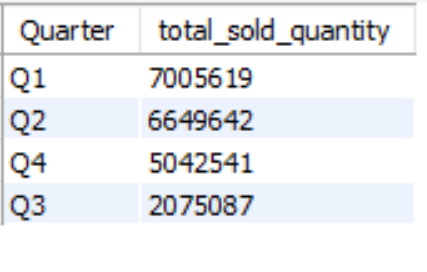 Quarter total_sold_quantity
Q1 7005619
Q2 6649642
Q4 5042541
Q3 2075087